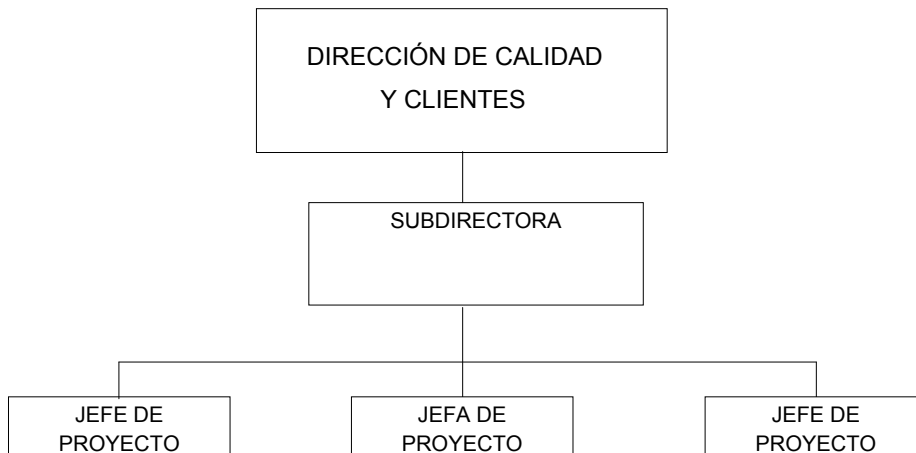 DIRECCIÓN DE CALIDAD
Y CLIENTES
SUBDIRECTORA
JEFE DE
PROYECTO
JEFA DE
PROYECTO
JEFE DE
PROYECTO